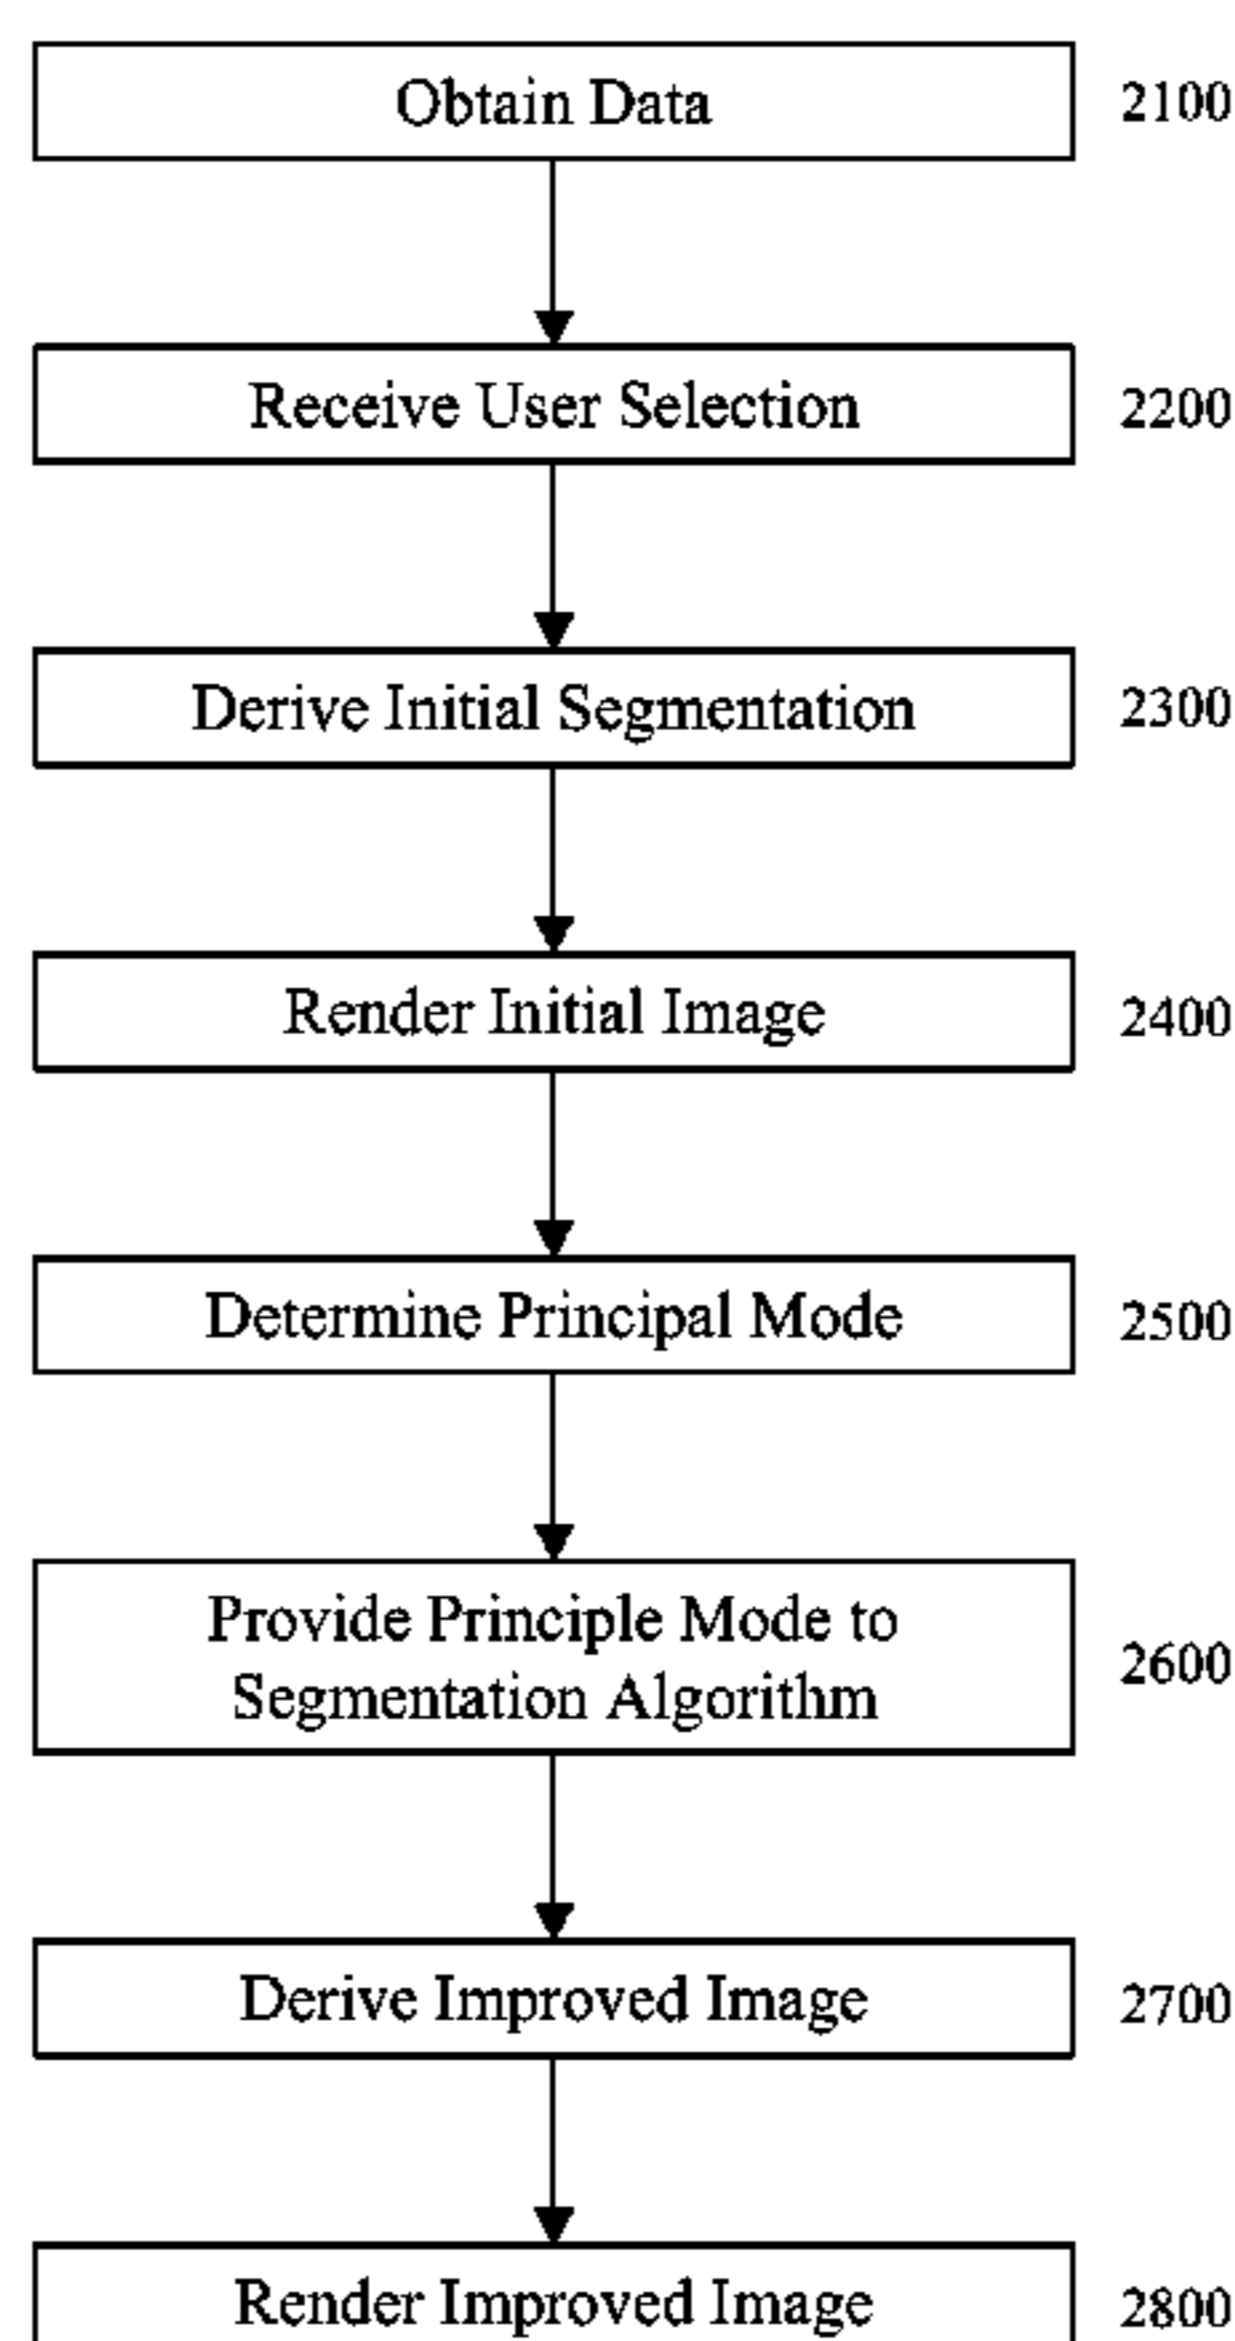 Obtain Data 2100
Receive User Selection 2200
Derive Initial Segmentation 2300
Render Initial Image 2400
Determine Principal Mode 2500
Provide Principle Mode to
Segmentation Algorithm 2600
Derive Improved Image 2700
Render Improved Image 2800